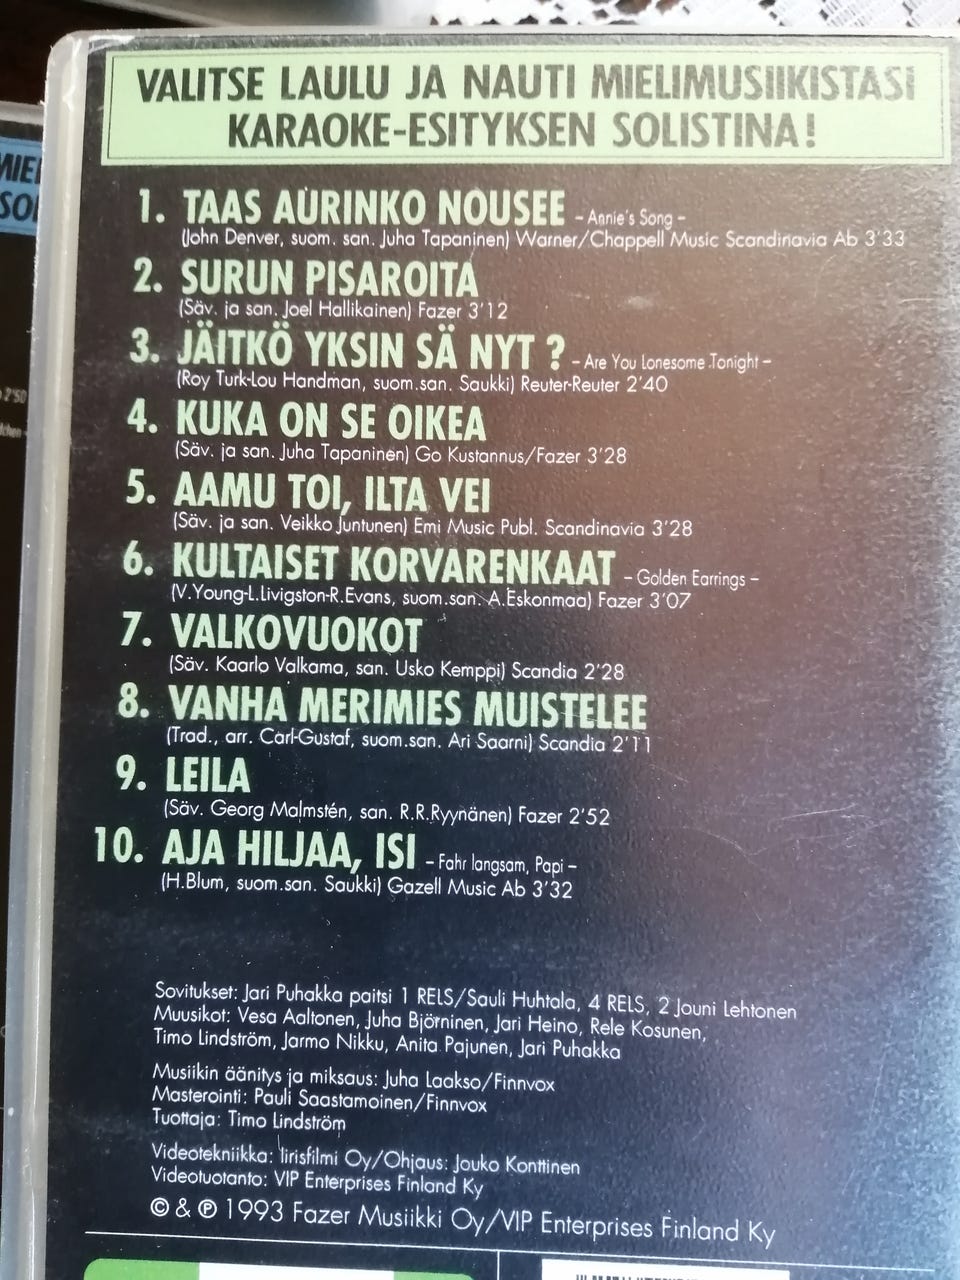 VALITSE LAULU JA NAUTI MIELIMUSIIKISTASI
KARAOKE-ESITYKSEN SOLISTINA!
1. TAAS AURINKO NOUSEE – Annie's Song –
(John Denver, suom. san. Juha Tapaninen) Warner/Chappell Music Scandinavia Ab 3'33
2. SURUN PISAROITA
(Säv. ja san. Joel Hallikainen) Fazer 3'12
3. JÄITKÖ YKSIN SÄ NYT ? – Are You Lonesome Tonight –
(Roy Turk-Lou Handman, suom.san. Saukki) Reuter-Reuter 2'40
4. KUKA ON SE OIKEA
(Säv. ja san. Juha Tapaninen) Go Kustannus/Fazer 3'28
5. AAMU TOI, ILTA VEI
(Säv. ja san. Veikko Juntunen) Emi Music Publ. Scandinavia 3'28
6. KULTAISET KORVARENKAAT – Golden Earrings –
(V.Young-L.Livigston-R.Evans, suom.san. A.Eskonmaa) Fazer 3'07
7. VALKOVUOKOT
(Säv. Kaarlo Valkama, san. Usko Kemppi) Scandia 2'28
8. VANHA MERIMIES MUISTELEE
(Trad., arr. Carl-Gustaf, suom.san. Ari Saarni) Scandia 2'11
9. LEILA
(Säv. Georg Malmstén, san. R.R.Ryynänen) Fazer 2'52
10. AJA HILJAA, ISI – Fahr langsam, Papi –
(H.Blum, suom.san. Saukki) Gazell Music Ab 3'32
Sovitukset: Jari Puhakka paitsi 1 RELS/Sauli Huhtala, 4 RELS, 2 Jouni Lehtonen
Muusikot: Vesa Aaltonen, Juha Björninen, Jari Heino, Rele Kosunen,
Timo Lindström, Jarmo Nikku, Anita Pajunen, Jari Puhakka
Musiikin äänitys ja miksaus: Juha Laakso/Finnvox
Masterointi: Pauli Saastamoinen/Finnvox
Tuottaja: Timo Lindström
Videotekniikka: Iirisfilmi Oy/Ohjaus: Jouko Konttinen
Videotuotanto: VIP Enterprises Finland Ky
© & ℗ 1993 Fazer Musiikki Oy/VIP Enterprises Finland Ky